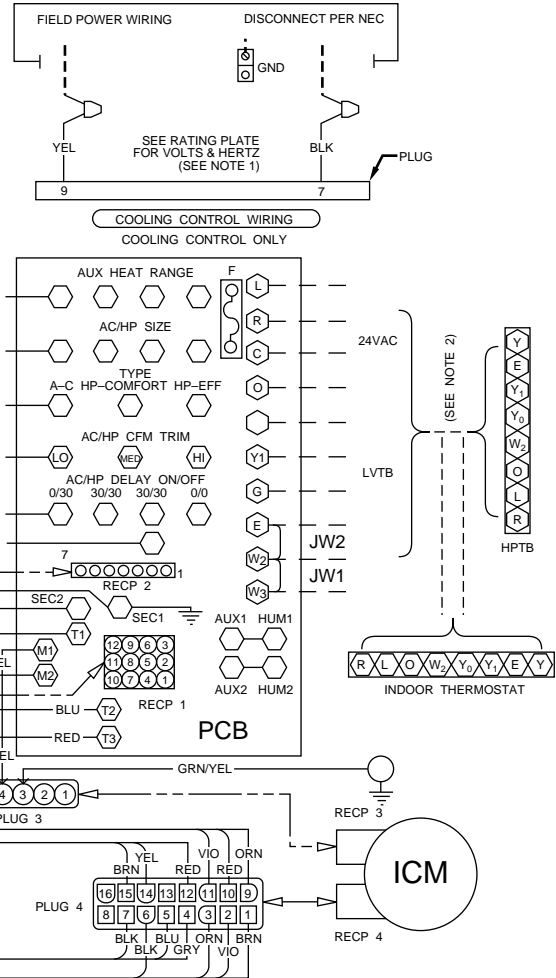 FIELD POWER WIRING
DISCONNECT PER NEC
GND
YEL
SEE RATING PLATE
FOR VOLTS & HERTZ
(SEE NOTE 1)
BLK
PLUG
9
7
COOLING CONTROL WIRING
COOLING CONTROL ONLY
AUX HEAT RANGE
F
L
AC/HP SIZE
R
C
24VAC
TYPE
A–C HP–COMFORT HP–EFF
O
(SEE NOTE 2)
AC/HP CFM TRIM
LO MED HI
Y1
LVTB
AC/HP DELAY ON/OFF
0/30 30/30 30/30 0/0
G
E
JW2
W2
JW1
W3
Y
E
Y1
Y0
W2
O
L
R
HPTB
7
1
RECP 2
SEC2
SEC1
T1
AUX1 HUM1
AUX2 HUM2
M1
EL
M2
12 9 6 3
11 8 5 2
10 7 4 1
RECP 1
R L O W2 Y0 Y1 E Y
INDOOR THERMOSTAT
BLU T2
RED T3
PCB
EL
GRN/YEL
4 3 2 1
PLUG 3
RECP 3
ICM
RECP 4
BRN YEL RED VIO RED ORN
16 15 14 13 12 11 10 9
PLUG 4
8 7 6 5 4 3 2 1
BLK BLK BLU GRY ORN VIO BRN